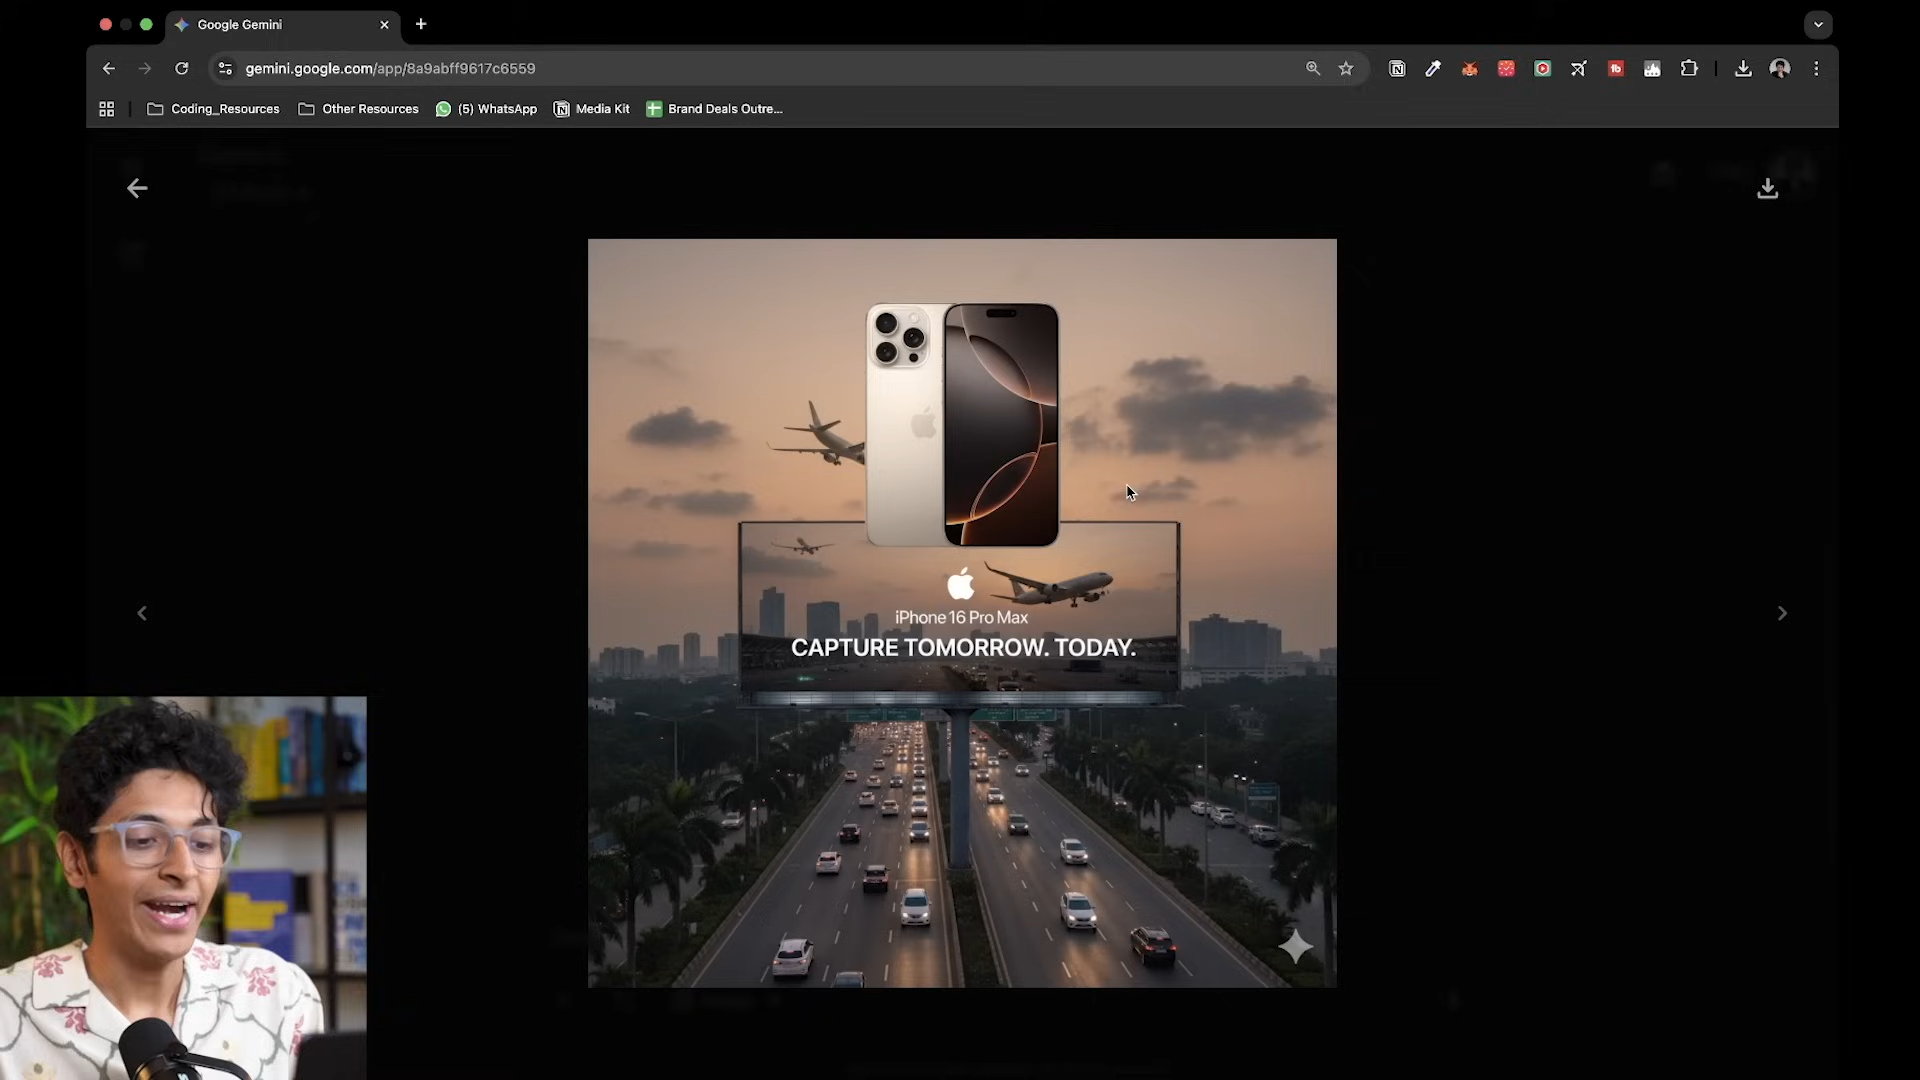 Google Gemini
gemini.google.com/app/8a9abff9617c6559
Coding_Resources
Other Resources
(5) WhatsApp
Media Kit
Brand Deals Outre...
iPhone 16 Pro Max
CAPTURE TOMORROW. TODAY.